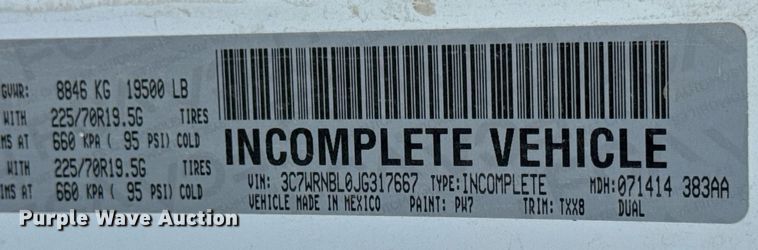 GVWR: 8846 KG 19500 LB
WITH 225/70R19.5G TIRES
MS AT 660 KPA ( 95 PSI) COLD
WITH 225/70R19.5G TIRES
MS AT 660 KPA ( 95 PSI) COLD
INCOMPLETE VEHICLE
VIN: 3C7WRNBL0JG317667 TYPE: INCOMPLETE MDH: 071414 383AA
VEHICLE MADE IN MEXICO PAINT: PW7 TRIM: TXX8 DUAL
Purple Wave Auction